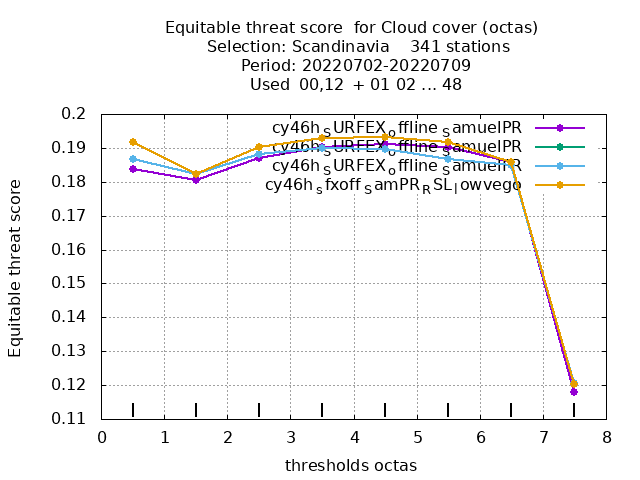 Equitable threat score for Cloud cover (octas)
Selection: Scandinavia 341 stations
Period: 20220702-20220709
Used 00,12 + 01 02 ... 48
cy46h_SURFEX_offline_SamuelPR
cy46h_SURFEX_offline_SamuelPR
cy46h_SURFEX_offline_SamuelPR
cy46h_sfxoff_SamPR_RSL_lowvego
0.2
0.19
0.18
0.17
0.16
0.15
0.14
0.13
0.12
0.11
0 1 2 3 4 5 6 7 8
Equitable threat score
thresholds octas